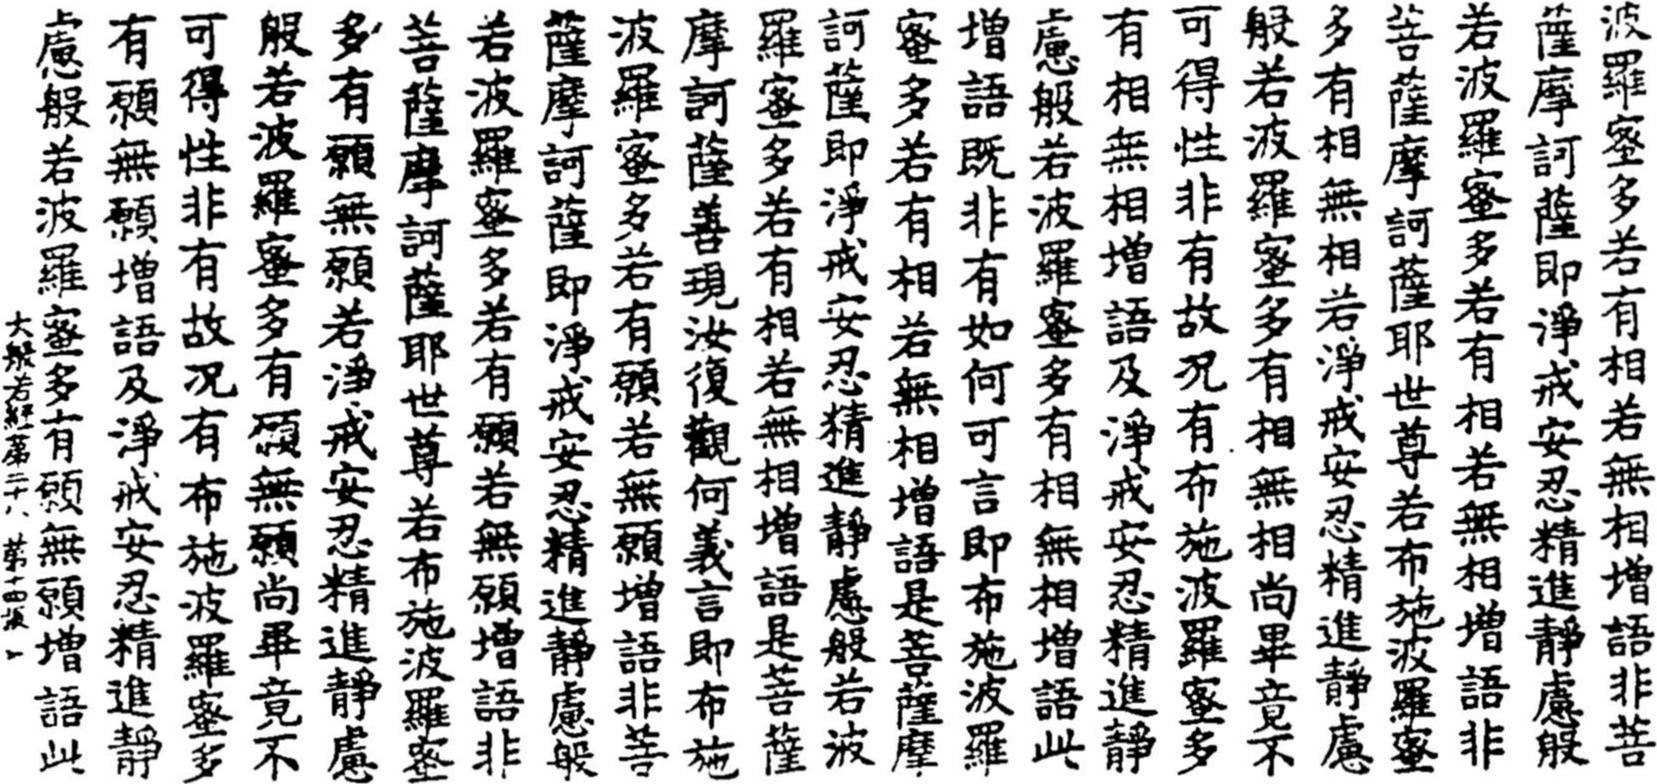 波羅蜜多若有相若無相增語非菩
薩摩訶薩即淨戒安忍精進靜慮般
若波羅蜜多若有相若無相增語非
菩薩摩訶薩耶世尊若布施波羅蜜
多有相無相若淨戒安忍精進靜慮
般若波羅蜜多有相無相尚畢竟不
可得性非有故况有布施波羅蜜多
有相無相增語及淨戒安忍精進靜
慮般若波羅蜜多有相無相增語此
增語既非有如何可言即布施波羅
蜜多若有相若無相增語是菩薩摩
訶薩即淨戒安忍精進靜慮般若波
羅蜜多若有相若無相增語是菩薩
摩訶薩善現汝復觀何義言即布施
波羅蜜多若有願若無願增語非菩
薩摩訶薩即淨戒安忍精進靜慮般
若波羅蜜多若有願若無願增語非
菩薩摩訶薩耶世尊若布施波羅蜜
多有願無願若淨戒安忍精進靜慮
般若波羅蜜多有願無願尚畢竟不
可得性非有故况有布施波羅蜜多
有願無願增語及淨戒安忍精進靜
慮般若波羅蜜多有願無願增語此
大般若經第二十八 第十四張